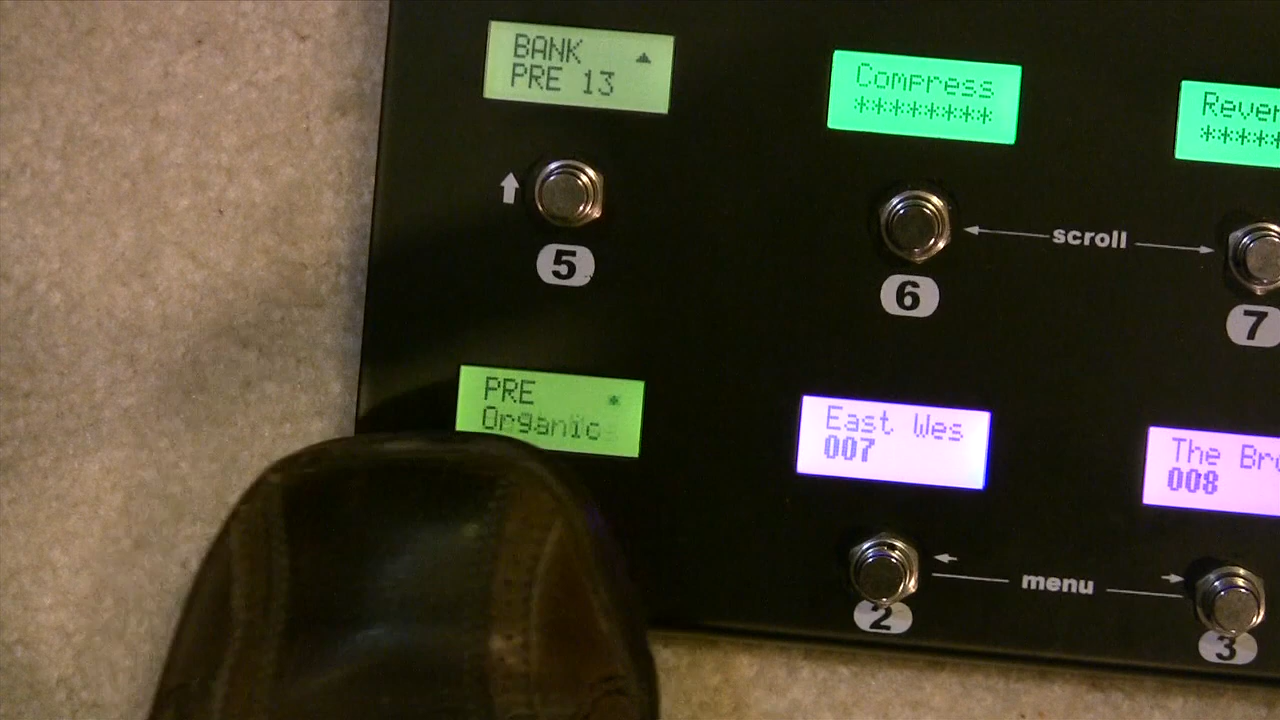 BANK
PRE 13
Compress
********
Rever
*****
5
6
scroll
7
PRE *
Organic
East Wes
007
The Bro
008
2
menu
3